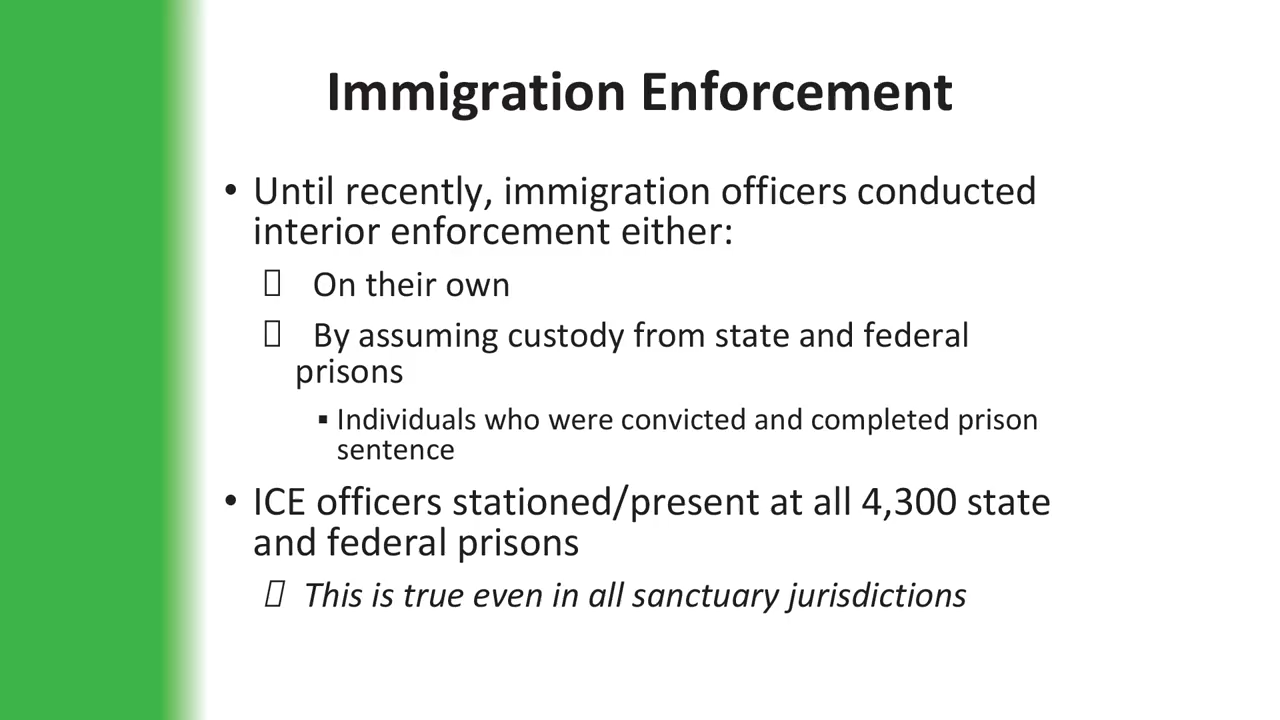 Immigration Enforcement
• Until recently, immigration officers conducted
interior enforcement either:
▯ On their own
▯ By assuming custody from state and federal
prisons
▪ Individuals who were convicted and completed prison
sentence
• ICE officers stationed/present at all 4,300 state
and federal prisons
▯ This is true even in all sanctuary jurisdictions